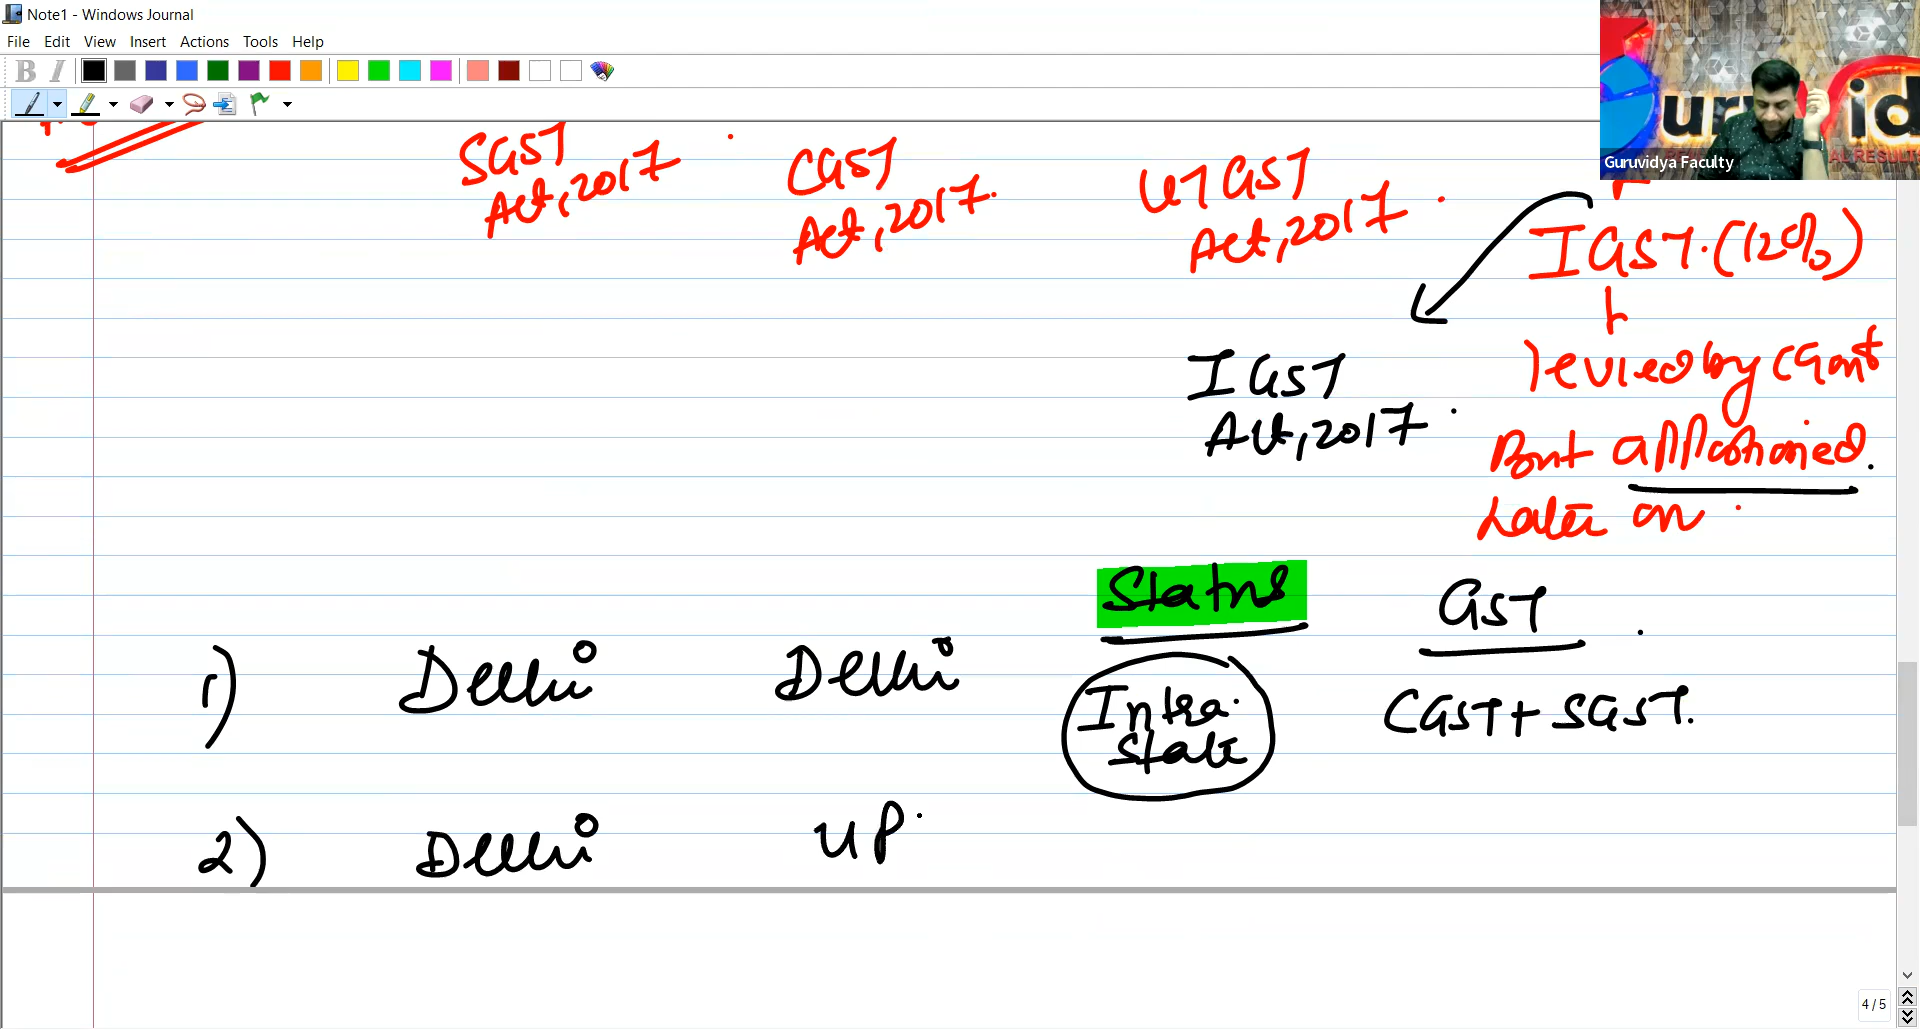 Note1 - Windows Journal
File Edit View Insert Actions Tools Help
B I
Guruvidya Faculty
SGST
Act, 2017
CGST
Act, 2017.
UTGST
Act, 2017.
IGST. (12%)
levied by CGovt
But apportioned.
Later on.
IGST
Act, 2017.
Status
GST
1) Delhi Delhi Intra. CGST + SGST.
State
2) Delhi UP.
4 / 5